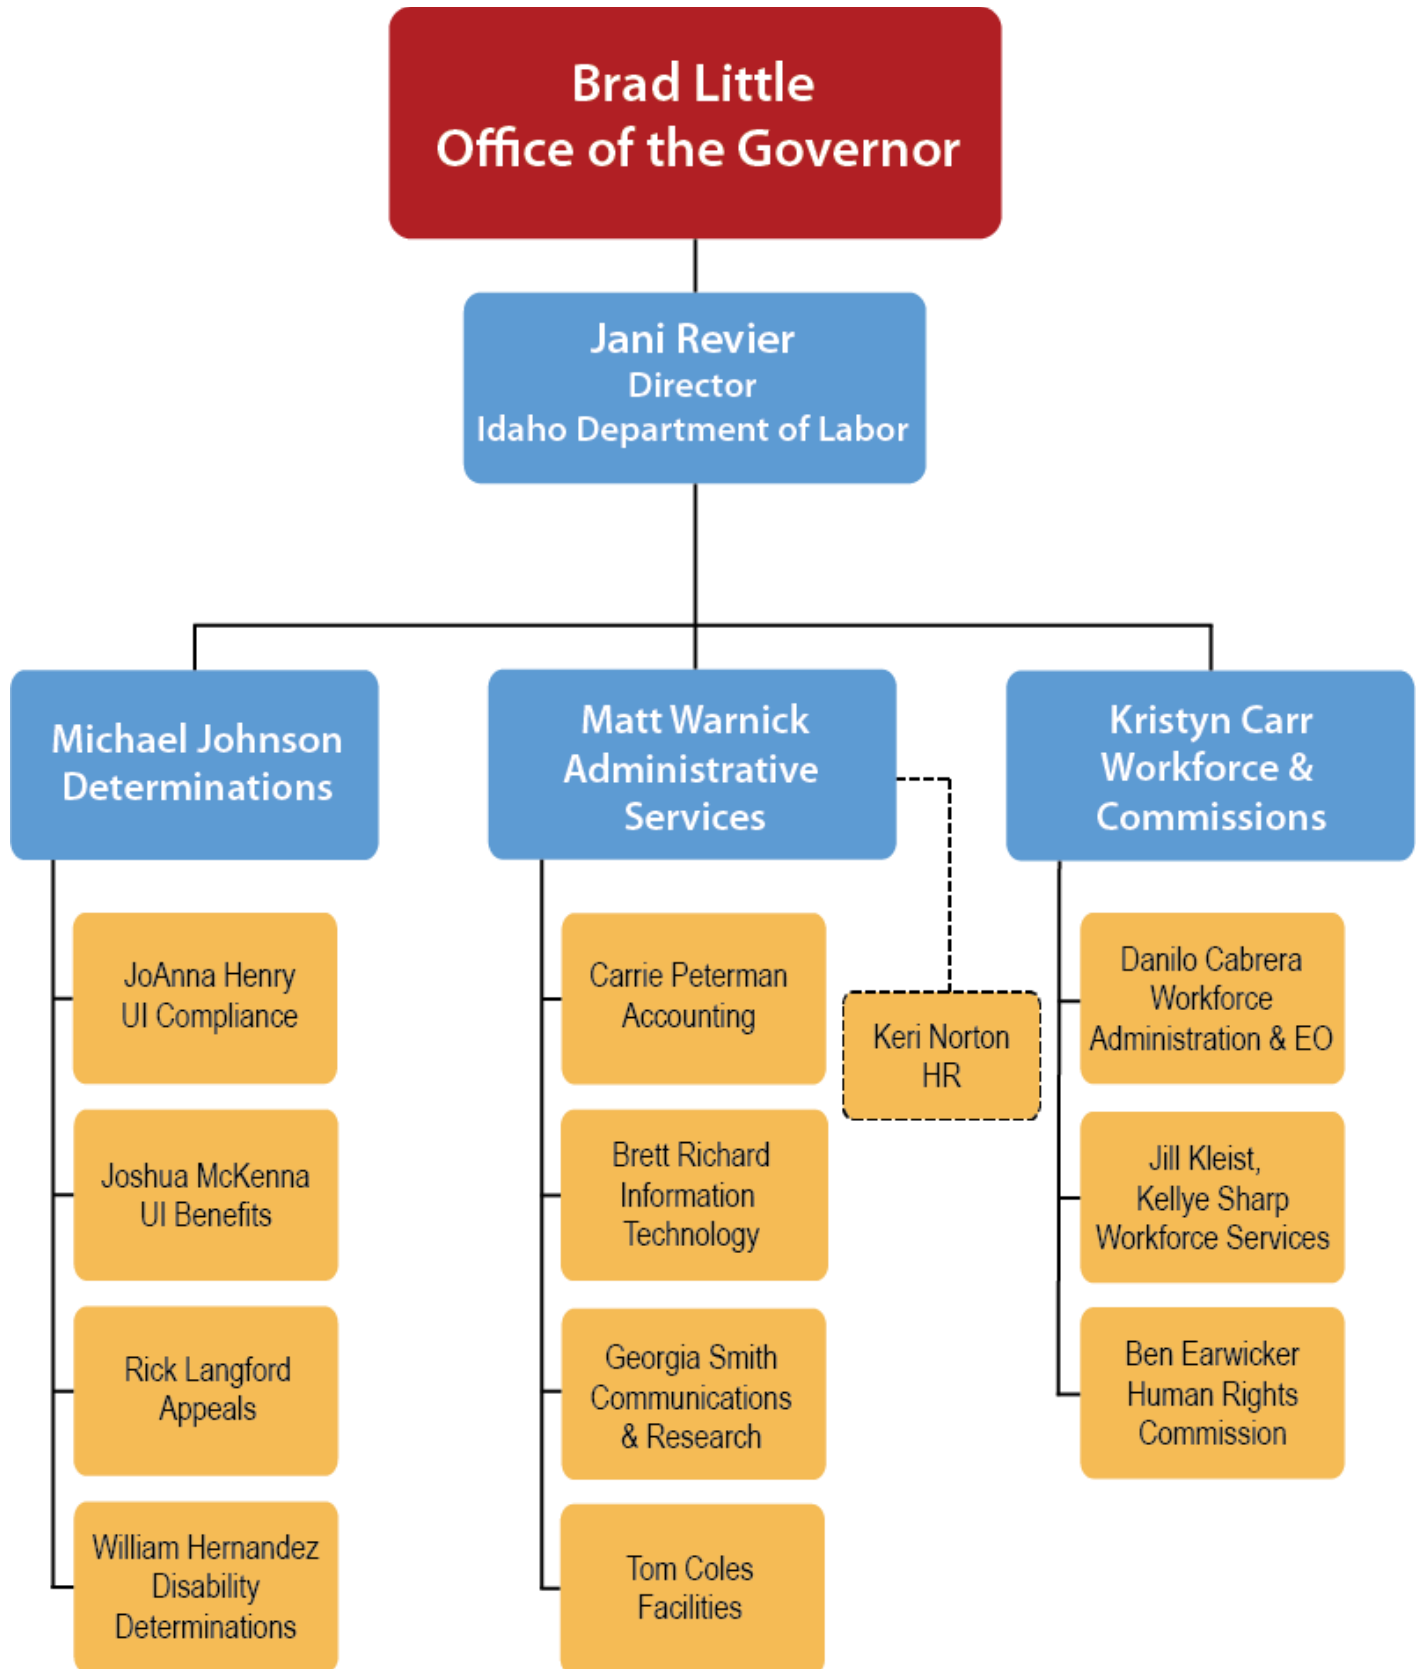 Brad Little
Office of the Governor
Jani Revier
Director
Idaho Department of Labor
Michael Johnson
Determinations
Matt Warnick
Administrative
Services
Kristyn Carr
Workforce &
Commissions
JoAnna Henry
UI Compliance
Joshua McKenna
UI Benefits
Rick Langford
Appeals
William Hernandez
Disability
Determinations
Carrie Peterman
Accounting
Brett Richard
Information
Technology
Georgia Smith
Communications
& Research
Tom Coles
Facilities
Keri Norton
HR
Danilo Cabrera
Workforce
Administration & EO
Jill Kleist,
Kellye Sharp
Workforce Services
Ben Earwicker
Human Rights
Commission